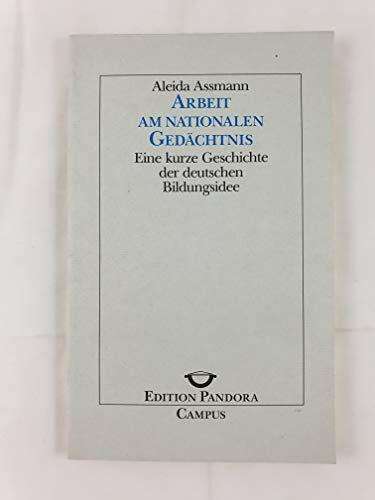 Aleida Assmann
ARBEIT
AM NATIONALEN
GEDÄCHTNIS
Eine kurze Geschichte
der deutschen
Bildungsidee
EDITION PANDORA
CAMPUS